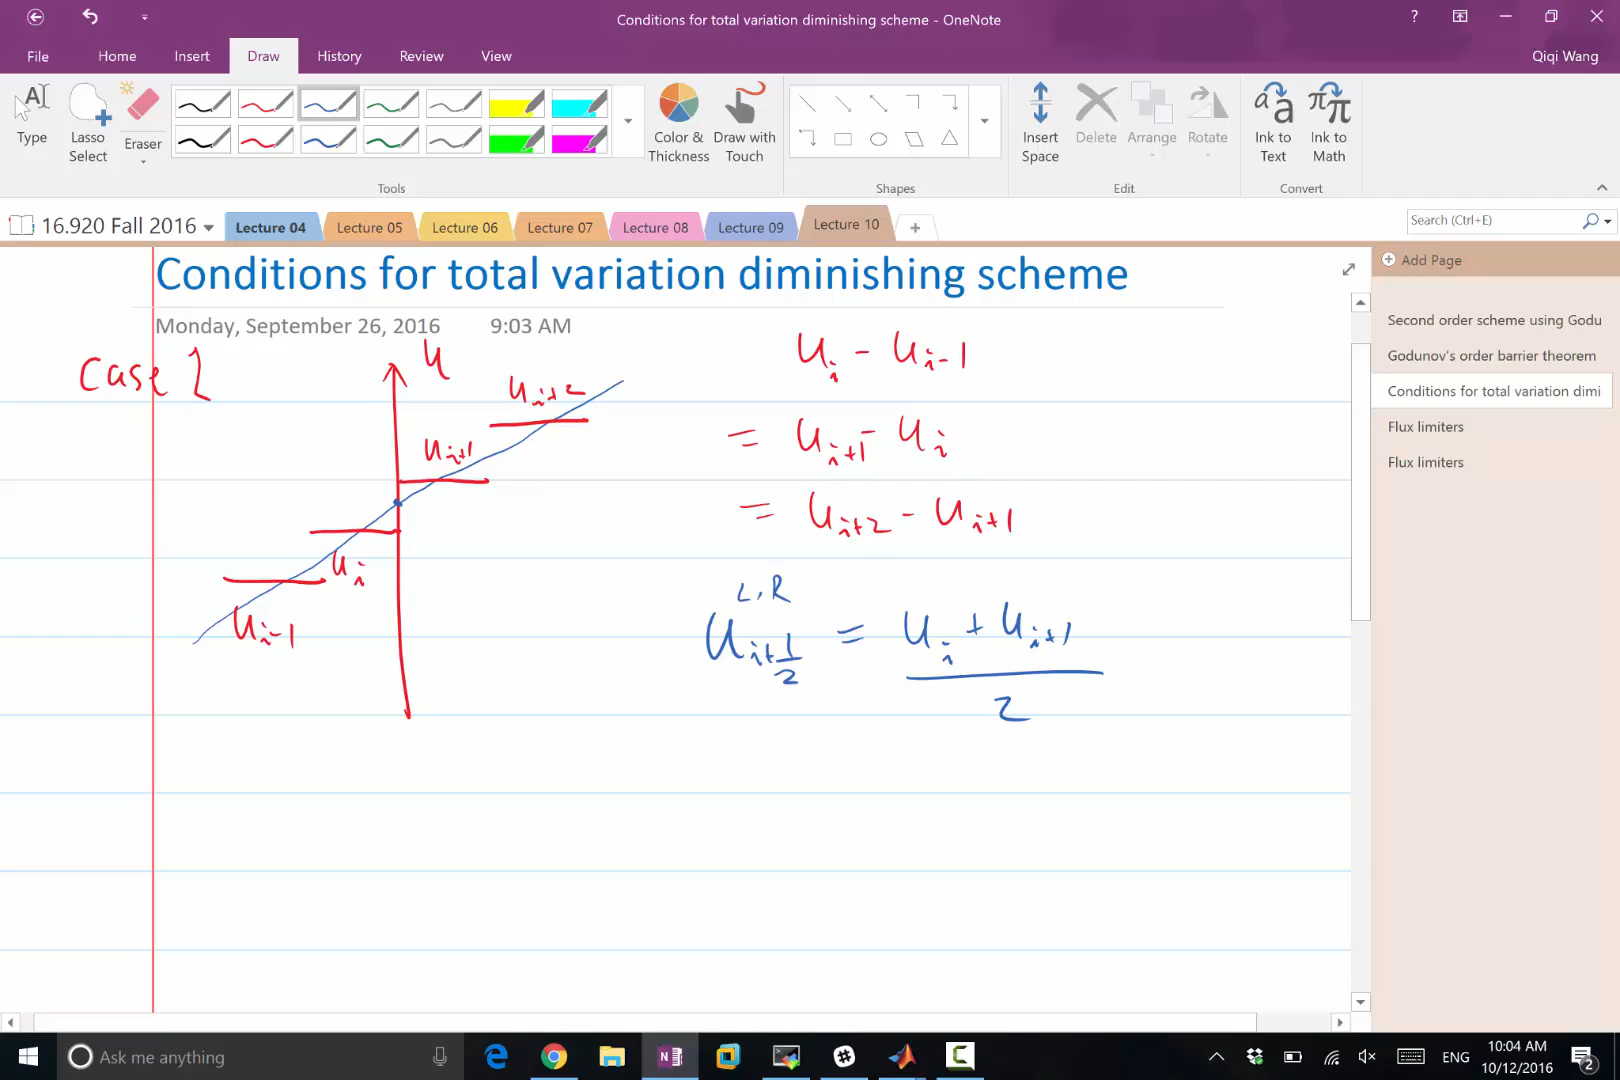 Conditions for total variation diminishing scheme - OneNote
?
Qiqi Wang
File Home Insert Draw History Review View
Type
Lasso Select
Eraser
Color & Thickness
Draw with Touch
Insert Space
Delete
Arrange
Rotate
Ink to Text
Ink to Math
Tools
Shapes
Edit
Convert
16.920 Fall 2016
Lecture 04 Lecture 05 Lecture 06 Lecture 07 Lecture 08 Lecture 09 Lecture 10 +
Search (Ctrl+E)
Add Page
Second order scheme using Godu
Godunov's order barrier theorem
Conditions for total variation dimi
Flux limiters
Flux limiters
Conditions for total variation diminishing scheme
Monday, September 26, 2016 9:03 AM
Case 1
u
u_{i+2}
u_{i+1}
u_i
u_{i-1}
u_i - u_{i-1}
= u_{i+1} - u_i
= u_{i+2} - u_{i+1}
u_{i+1/2}^{L,R} = (u_i + u_{i+1}) / 2
Ask me anything
ENG
10:04 AM
10/12/2016
2